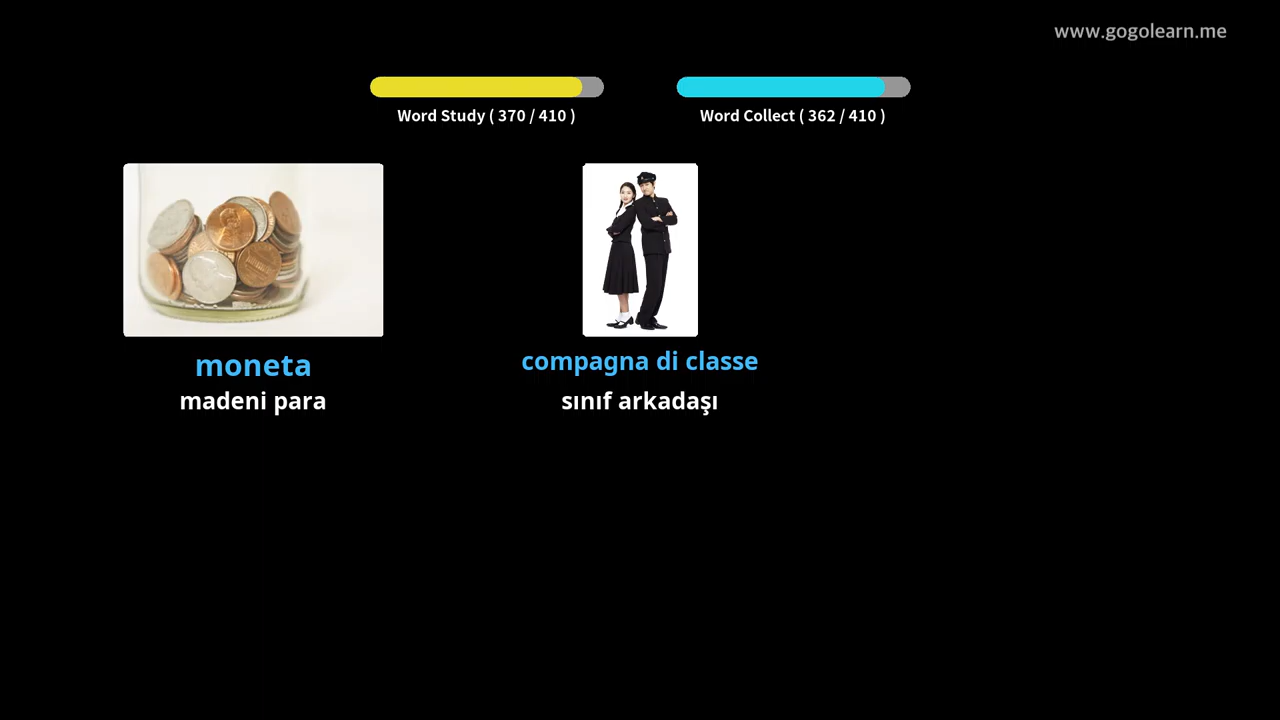 www.gogolearn.me
Word Study ( 370 / 410 )
Word Collect ( 362 / 410 )
moneta
madeni para
compagna di classe
sınıf arkadaşı